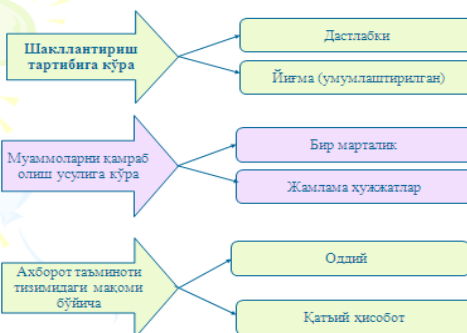 Шакллантириш
тартибига кўра
Дастлабки
Йиғма (умумлаштирилган)
Муаммоларни қамраб
олиш усулига кўра
Бир марталик
Жамлама ҳужжатлар
Ахборот таъминоти
тизимидаги мақоми
бўйича
Оддий
Қатъий ҳисобот